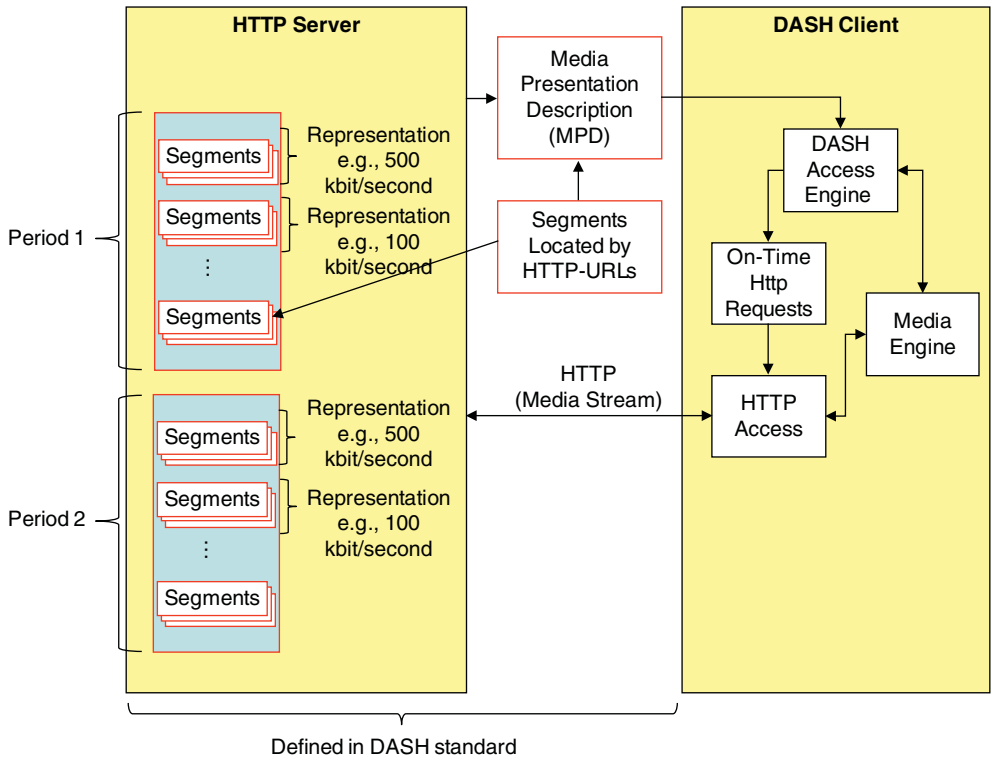 HTTP Server
DASH Client
Media
Presentation
Description
(MPD)
Segments
Located by
HTTP-URLs
Period 1
Segments
Representation
e.g., 500
kbit/second
Segments
Representation
e.g., 100
kbit/second
⋮
Segments
Period 2
Segments
Representation
e.g., 500
kbit/second
Segments
Representation
e.g., 100
kbit/second
⋮
Segments
HTTP
(Media Stream)
DASH
Access
Engine
On-Time
Http
Requests
Media
Engine
HTTP
Access
Defined in DASH standard